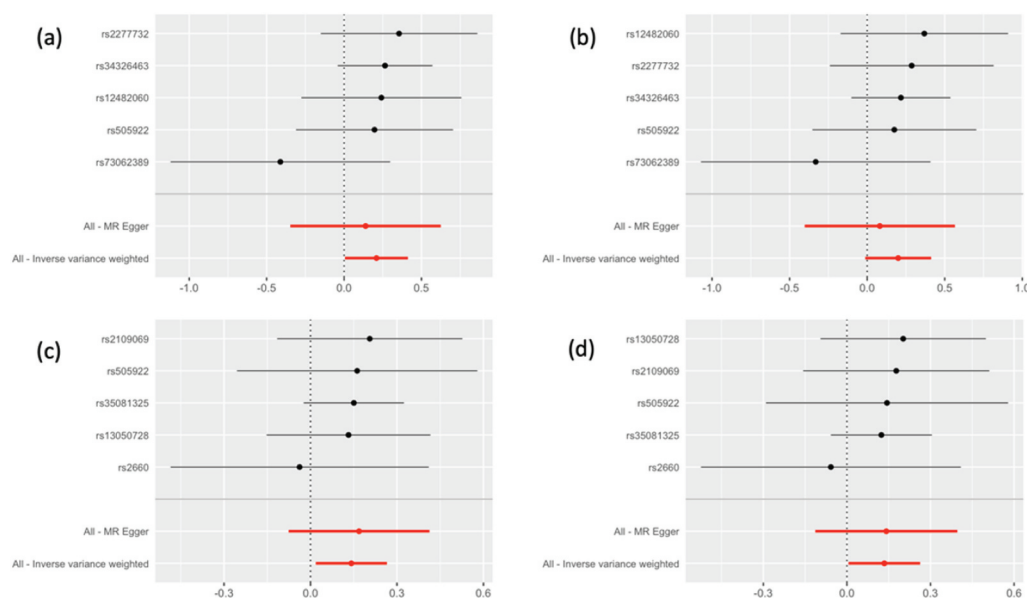 (a)
rs2277732
rs34326463
rs12482060
rs505922
rs73062389
All - MR Egger
All - Inverse variance weighted
-1.0 -0.5 0.0 0.5
(b)
rs12482060
rs2277732
rs34326463
rs505922
rs73062389
All - MR Egger
All - Inverse variance weighted
-1.0 -0.5 0.0 0.5 1.0
(c)
rs2109069
rs505922
rs35081325
rs13050728
rs2660
All - MR Egger
All - Inverse variance weighted
-0.3 0.0 0.3 0.6
(d)
rs13050728
rs2109069
rs505922
rs35081325
rs2660
All - MR Egger
All - Inverse variance weighted
-0.3 0.0 0.3 0.6